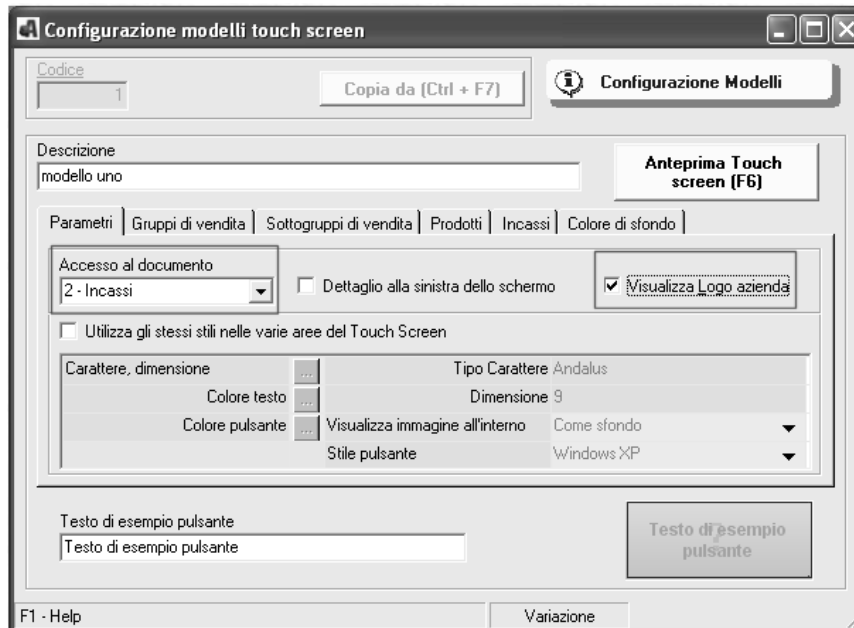 Configurazione modelli touch screen
Codice
1
Copia da (Ctrl + F7)
Configurazione Modelli
Descrizione
modello uno
Anteprima Touch
screen (F6)
Parametri
Gruppi di vendita
Sottogruppi di vendita
Prodotti
Incassi
Colore di sfondo
Accesso al documento
2 - Incassi
Dettaglio alla sinistra dello schermo
Visualizza Logo azienda
Utilizza gli stessi stili nelle varie aree del Touch Screen
Carattere, dimensione
...
Tipo Carattere Andalus
Colore testo
...
Dimensione 9
Colore pulsante
...
Visualizza immagine all'interno
Come sfondo
Stile pulsante
Windows XP
Testo di esempio pulsante
Testo di esempio pulsante
Testo di esempio
pulsante
F1 - Help
Variazione